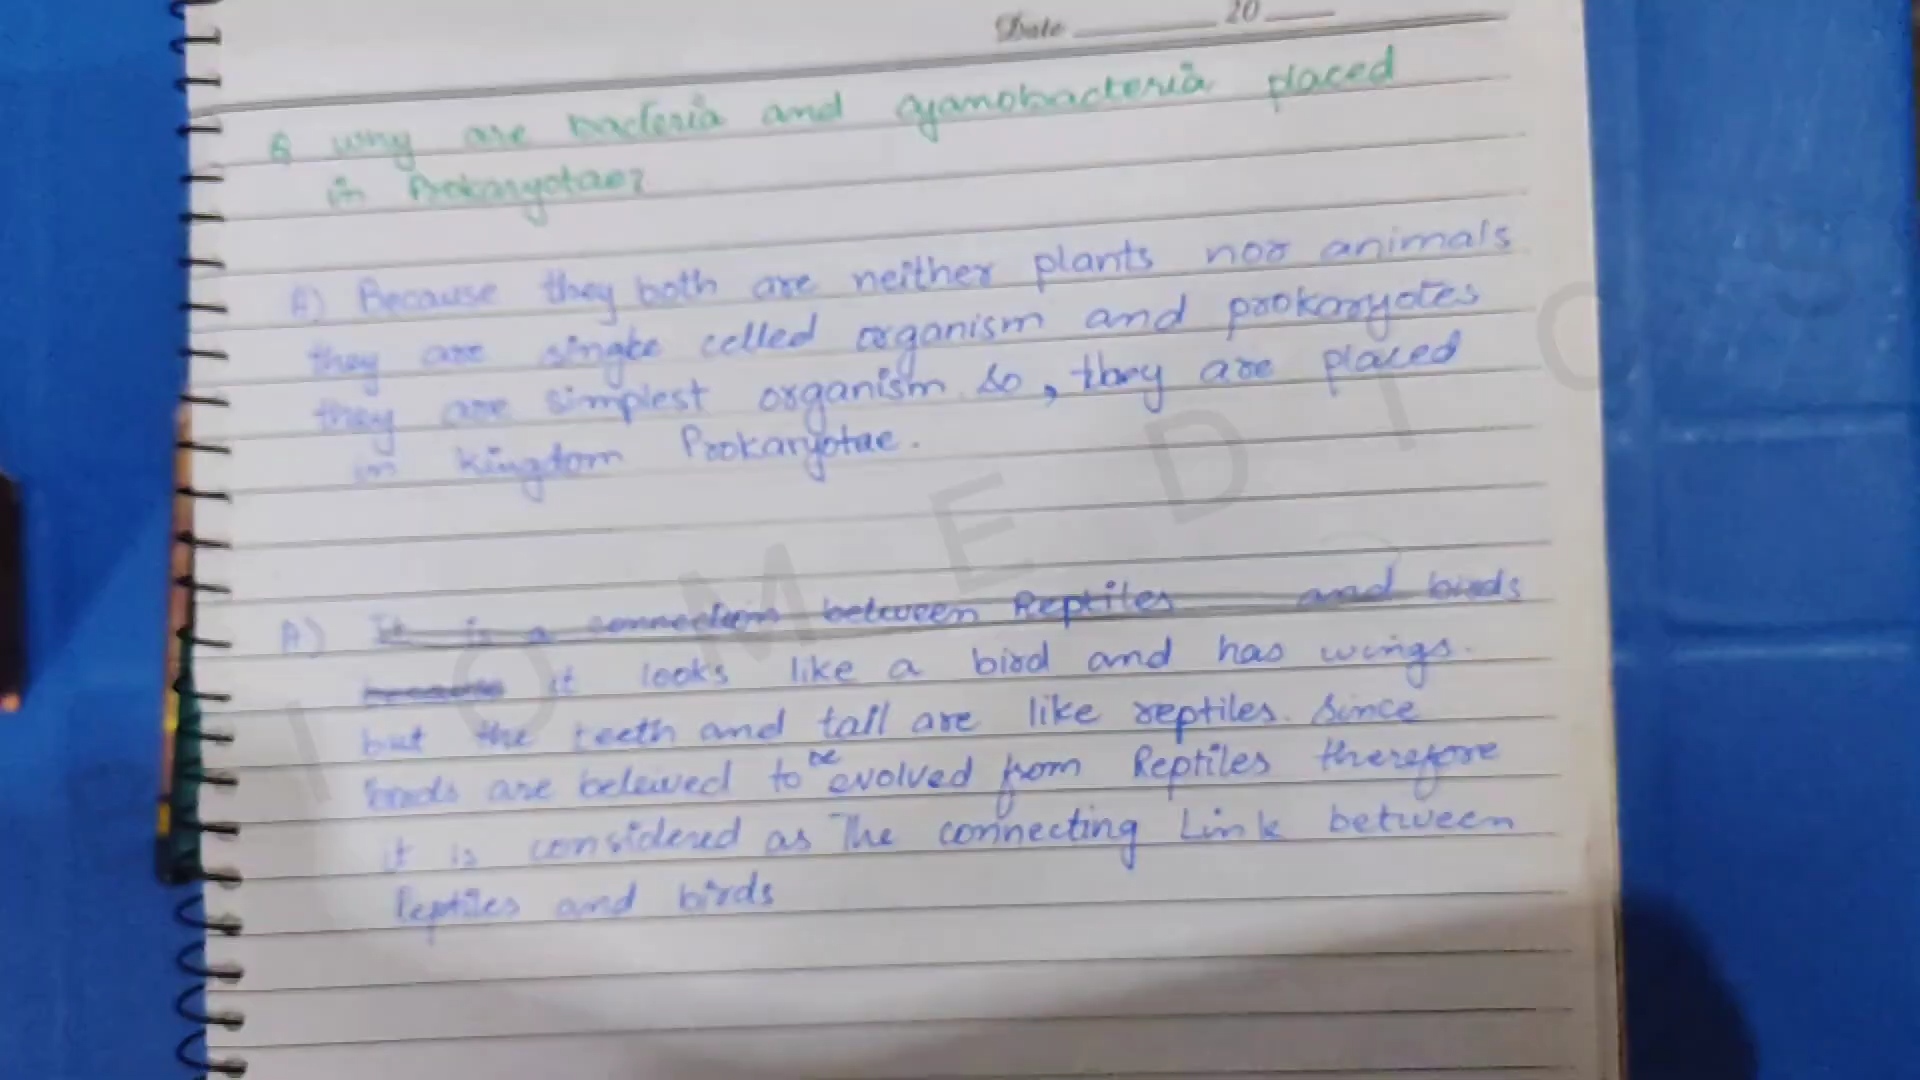 Date 20
Q why are bacteria and cyanobacteria placed
in Prokaryotae?
A) Because they both are neither plants nor animals
they are single celled organism and prokaryotes
they are simplest organism so, they are placed
in kingdom Prokaryotae.
A) It is a connection between Reptiles and birds
because it looks like a bird and has wings.
but the teeth and tail are like reptiles. Since
birds are beleived to be evolved from Reptiles therefore
it is considered as The connecting Link between
Reptiles and birds
IOMEDICOS